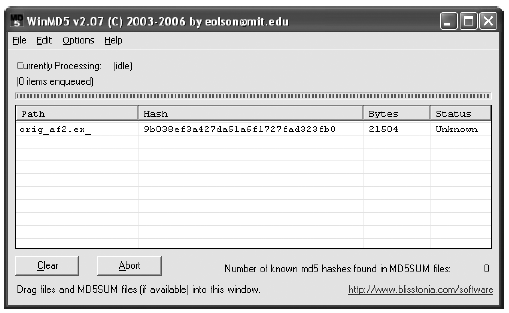 WinMD5 v2.07 (C) 2003-2006 by eolson@mit.edu
File Edit Options Help
Currently Processing: (idle)
(0 items enqueued)
Path Hash Bytes Status
orig_af2.ex_ 9b038ef3a427da51a6f1727fad323fb0 21504 Unknown
Clear Abort Number of known md5 hashes found in MD5SUM files: 0
Drag files and MD5SUM files (if available) into this window. http://www.blisstonia.com/software